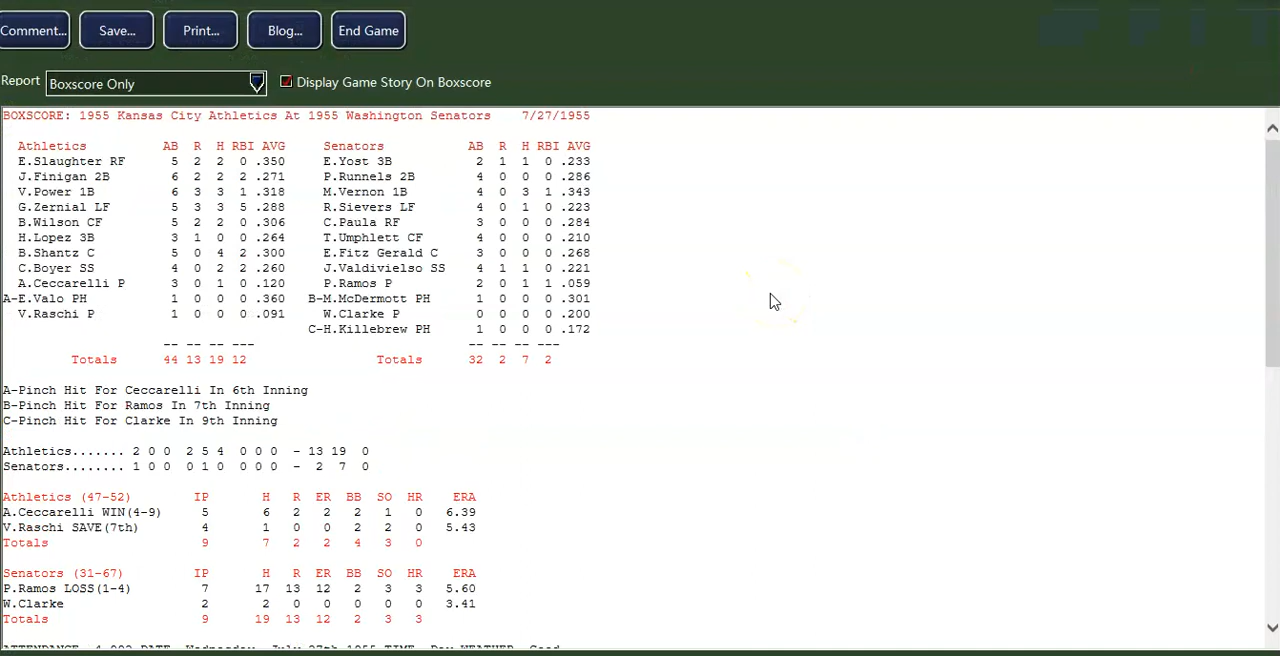 Comment... Save... Print... Blog... End Game
Report Boxscore Only Display Game Story On Boxscore
BOXSCORE: 1955 Kansas City Athletics At 1955 Washington Senators 7/27/1955
Athletics AB R H RBI AVG Senators AB R H RBI AVG
E.Slaughter RF 5 2 2 0 .350 E.Yost 3B 2 1 1 0 .233
J.Finigan 2B 6 2 2 2 .271 P.Runnels 2B 4 0 0 0 .286
V.Power 1B 6 3 3 1 .318 M.Vernon 1B 4 0 3 1 .343
G.Zernial LF 5 3 3 5 .288 R.Sievers LF 4 0 1 0 .223
B.Wilson CF 5 2 2 0 .306 C.Paula RF 3 0 0 0 .284
H.Lopez 3B 3 1 0 0 .264 T.Umphlett CF 4 0 0 0 .210
B.Shantz C 5 0 4 2 .300 E.Fitz Gerald C 3 0 0 0 .268
C.Boyer SS 4 0 2 2 .260 J.Valdivielso SS 4 1 1 0 .221
A.Ceccarelli P 3 0 1 0 .120 P.Ramos P 2 0 1 1 .059
A-E.Valo PH 1 0 0 0 .360 B-M.McDermott PH 1 0 0 0 .301
V.Raschi P 1 0 0 0 .091 W.Clarke P 0 0 0 0 .200
C-H.Killebrew PH 1 0 0 0 .172
-- -- -- --- -- -- -- ---
Totals 44 13 19 12 Totals 32 2 7 2
A-Pinch Hit For Ceccarelli In 6th Inning
B-Pinch Hit For Ramos In 7th Inning
C-Pinch Hit For Clarke In 9th Inning
Athletics....... 2 0 0 2 5 4 0 0 0 - 13 19 0
Senators........ 1 0 0 0 1 0 0 0 0 - 2 7 0
Athletics (47-52) IP H R ER BB SO HR ERA
A.Ceccarelli WIN(4-9) 5 6 2 2 2 1 0 6.39
V.Raschi SAVE(7th) 4 1 0 0 2 2 0 5.43
Totals 9 7 2 2 4 3 0
Senators (31-67) IP H R ER BB SO HR ERA
P.Ramos LOSS(1-4) 7 17 13 12 2 3 3 5.60
W.Clarke 2 2 0 0 0 0 0 3.41
Totals 9 19 13 12 2 3 3